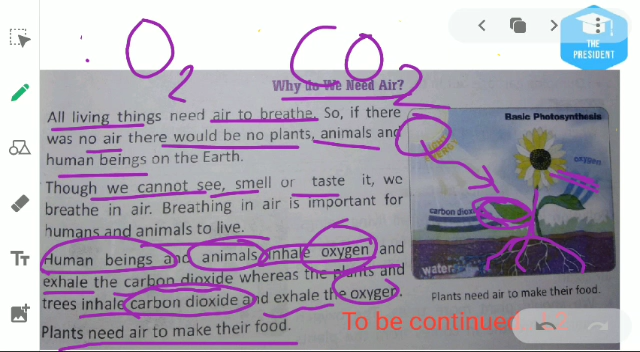 O2 CO2
THE
PRESIDENT
Why do We Need Air?
All living things need air to breathe. So, if there
was no air there would be no plants, animals and
human beings on the Earth.
Though we cannot see, smell or taste it, we
breathe in air. Breathing in air is important for
humans and animals to live.
Human beings and animals inhale oxygen and
exhale the carbon dioxide whereas the plants and
trees inhale carbon dioxide and exhale the oxygen.
Plants need air to make their food.
Basic Photosynthesis
oxygen
carbon dioxi
water
Plants need air to make their food.
To be continued
Tт